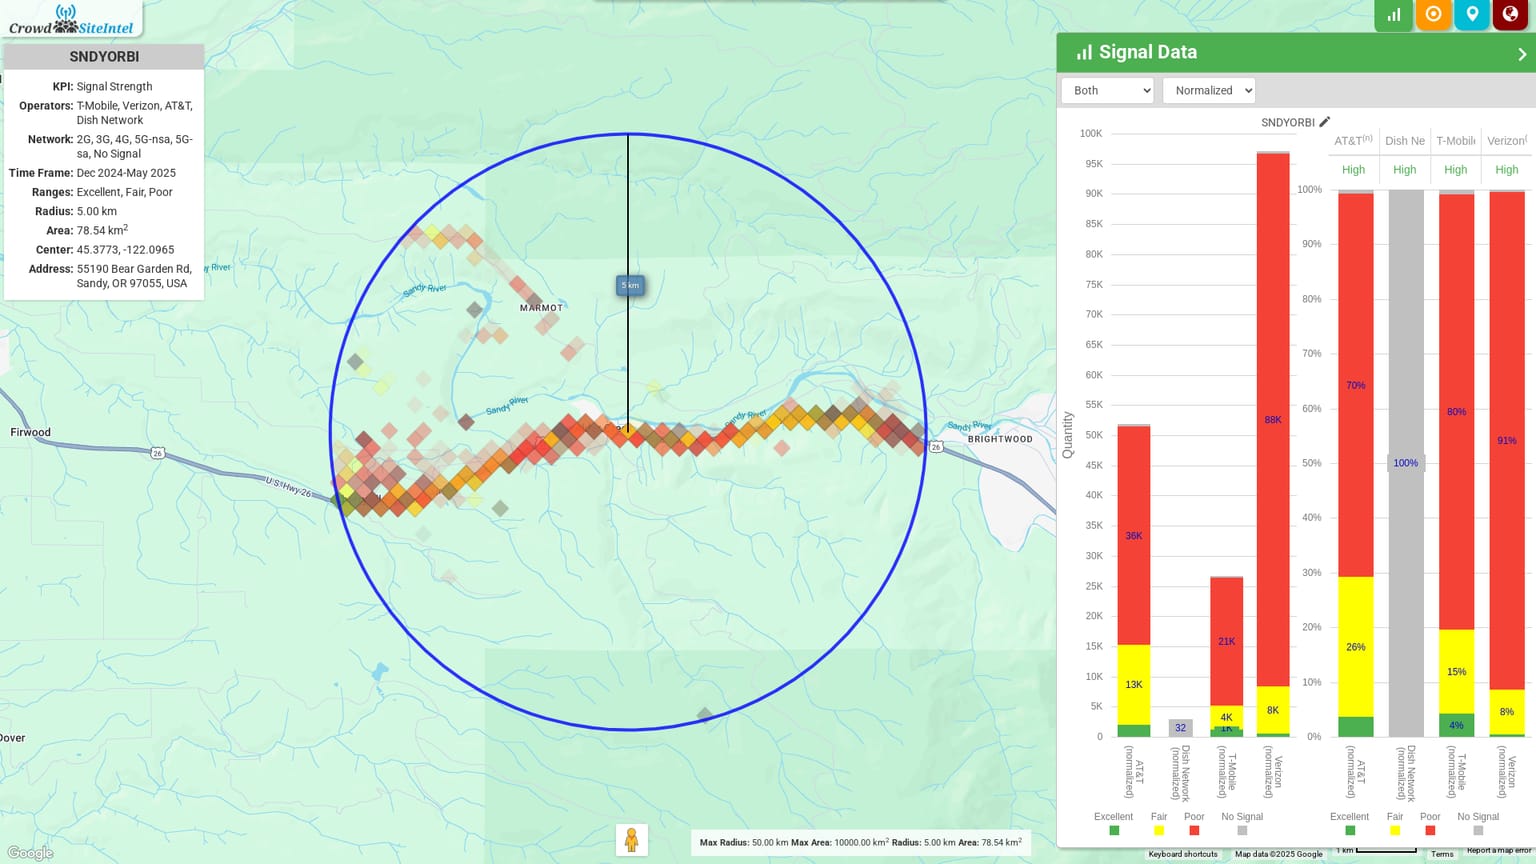 Crowd SiteIntel
SNDYORBI
KPI: Signal Strength
Operators: T-Mobile, Verizon, AT&T,
Dish Network
Network: 2G, 3G, 4G, 5G-nsa, 5G-
sa, No Signal
Time Frame: Dec 2024-May 2025
Ranges: Excellent, Fair, Poor
Radius: 5.00 km
Area: 78.54 km²
Center: 45.3773, -122.0965
Address: 55190 Bear Garden Rd,
Sandy, OR 97055, USA
River
Sandy River
5 km
MARMOT
Sandy River
Sandy River
Sandy River
Firwood
26
26
BRIGHTWOOD
U.S. Hwy 26
Dover
Google
Max Radius: 50.00 km Max Area: 10000.00 km² Radius: 5.00 km Area: 78.54 km²
Signal Data
Both
Normalized
SNDYORBI
100K
95K
90K
85K
80K
75K
70K
65K
60K
55K
50K
45K
40K
35K
30K
25K
20K
15K
10K
5K
0
Quantity
36K
13K
32
21K
4K
1K
88K
8K
AT&T (normalized)
Dish Network (normalized)
T-Mobile (normalized)
Verizon (normalized)
Excellent Fair Poor No Signal
AT&T(n) Dish Ne T-Mobile Verizon(
High High High High
100%
90%
80%
70%
60%
50%
40%
30%
20%
10%
0%
70%
26%
100%
80%
15%
4%
91%
8%
AT&T (normalized)
Dish Network (normalized)
T-Mobile (normalized)
Verizon (normalized)
Excellent Fair Poor No Signal
Keyboard shortcuts Map data ©2025 Google 1 km Terms Report a map error